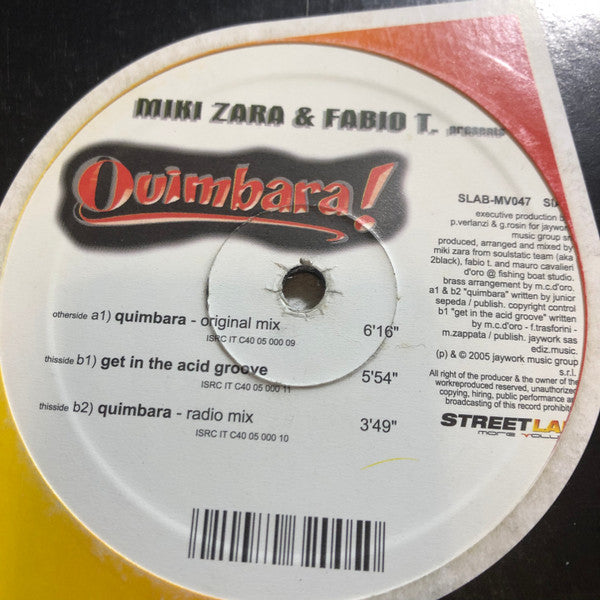 MIKI ZARA & FABIO T. presents
Quimbara!
SLAB-MV047
executive production
p.verlanzi & g.rosin for jaywork
music group
produced, arranged and mixed by
miki zara from soulstatic team (aka
2black), fabio t. and mauro cavalieri
d'oro @ fishing boat studio.
brass arrangement by m.c.d'oro.
a1 & b2 "quimbara" written by junior
sepeda / publish. copyright control
b1 "get in the acid groove" written
by m.c.d'oro - f.trasforini -
m.zappata / publish. jaywork sas
ediz.music.
(p) & © 2005 jaywork music group
s.r.l.
All right of the producer & the owner of the
workreproduced reserved, unauthorized
copying, hiring, public performance
broadcasting of this record
STREET
MORE
otherside a1) quimbara - original mix 6'16"
ISRC IT C40 05 000 09
thisside b1) get in the acid groove 5'54"
ISRC IT C40 05 000 11
thisside b2) quimbara - radio mix 3'49"
ISRC IT C40 05 000 10